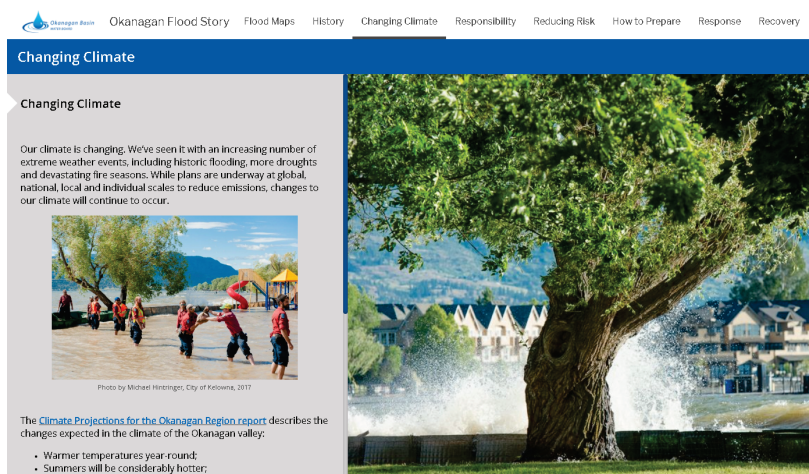 Okanagan Basin
WATER BOARD
Okanagan Flood Story
Flood Maps
History
Changing Climate
Responsibility
Reducing Risk
How to Prepare
Response
Recovery
Changing Climate
Changing Climate
Our climate is changing. We've seen it with an increasing number of
extreme weather events, including historic flooding, more droughts
and devastating fire seasons. While plans are underway at global,
national, local and individual scales to reduce emissions, changes to
our climate will continue to occur.
Photo by Michael Hintringer, City of Kelowna, 2017
The Climate Projections for the Okanagan Region report describes the
changes expected in the climate of the Okanagan valley:
• Warmer temperatures year-round;
• Summers will be considerably hotter;